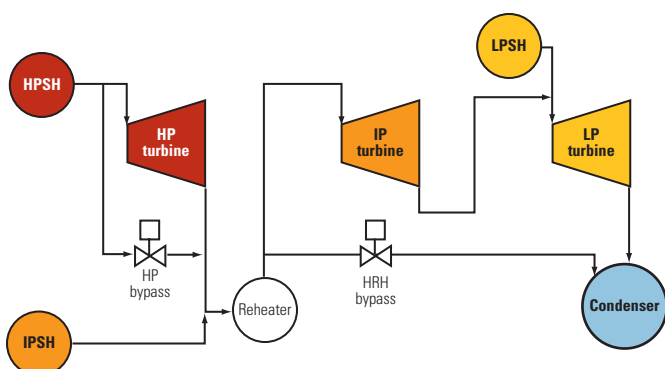 LPSH
HPSH
HP
turbine
IP
turbine
LP
turbine
HP
bypass
HRH
bypass
Reheater
Condenser
IPSH